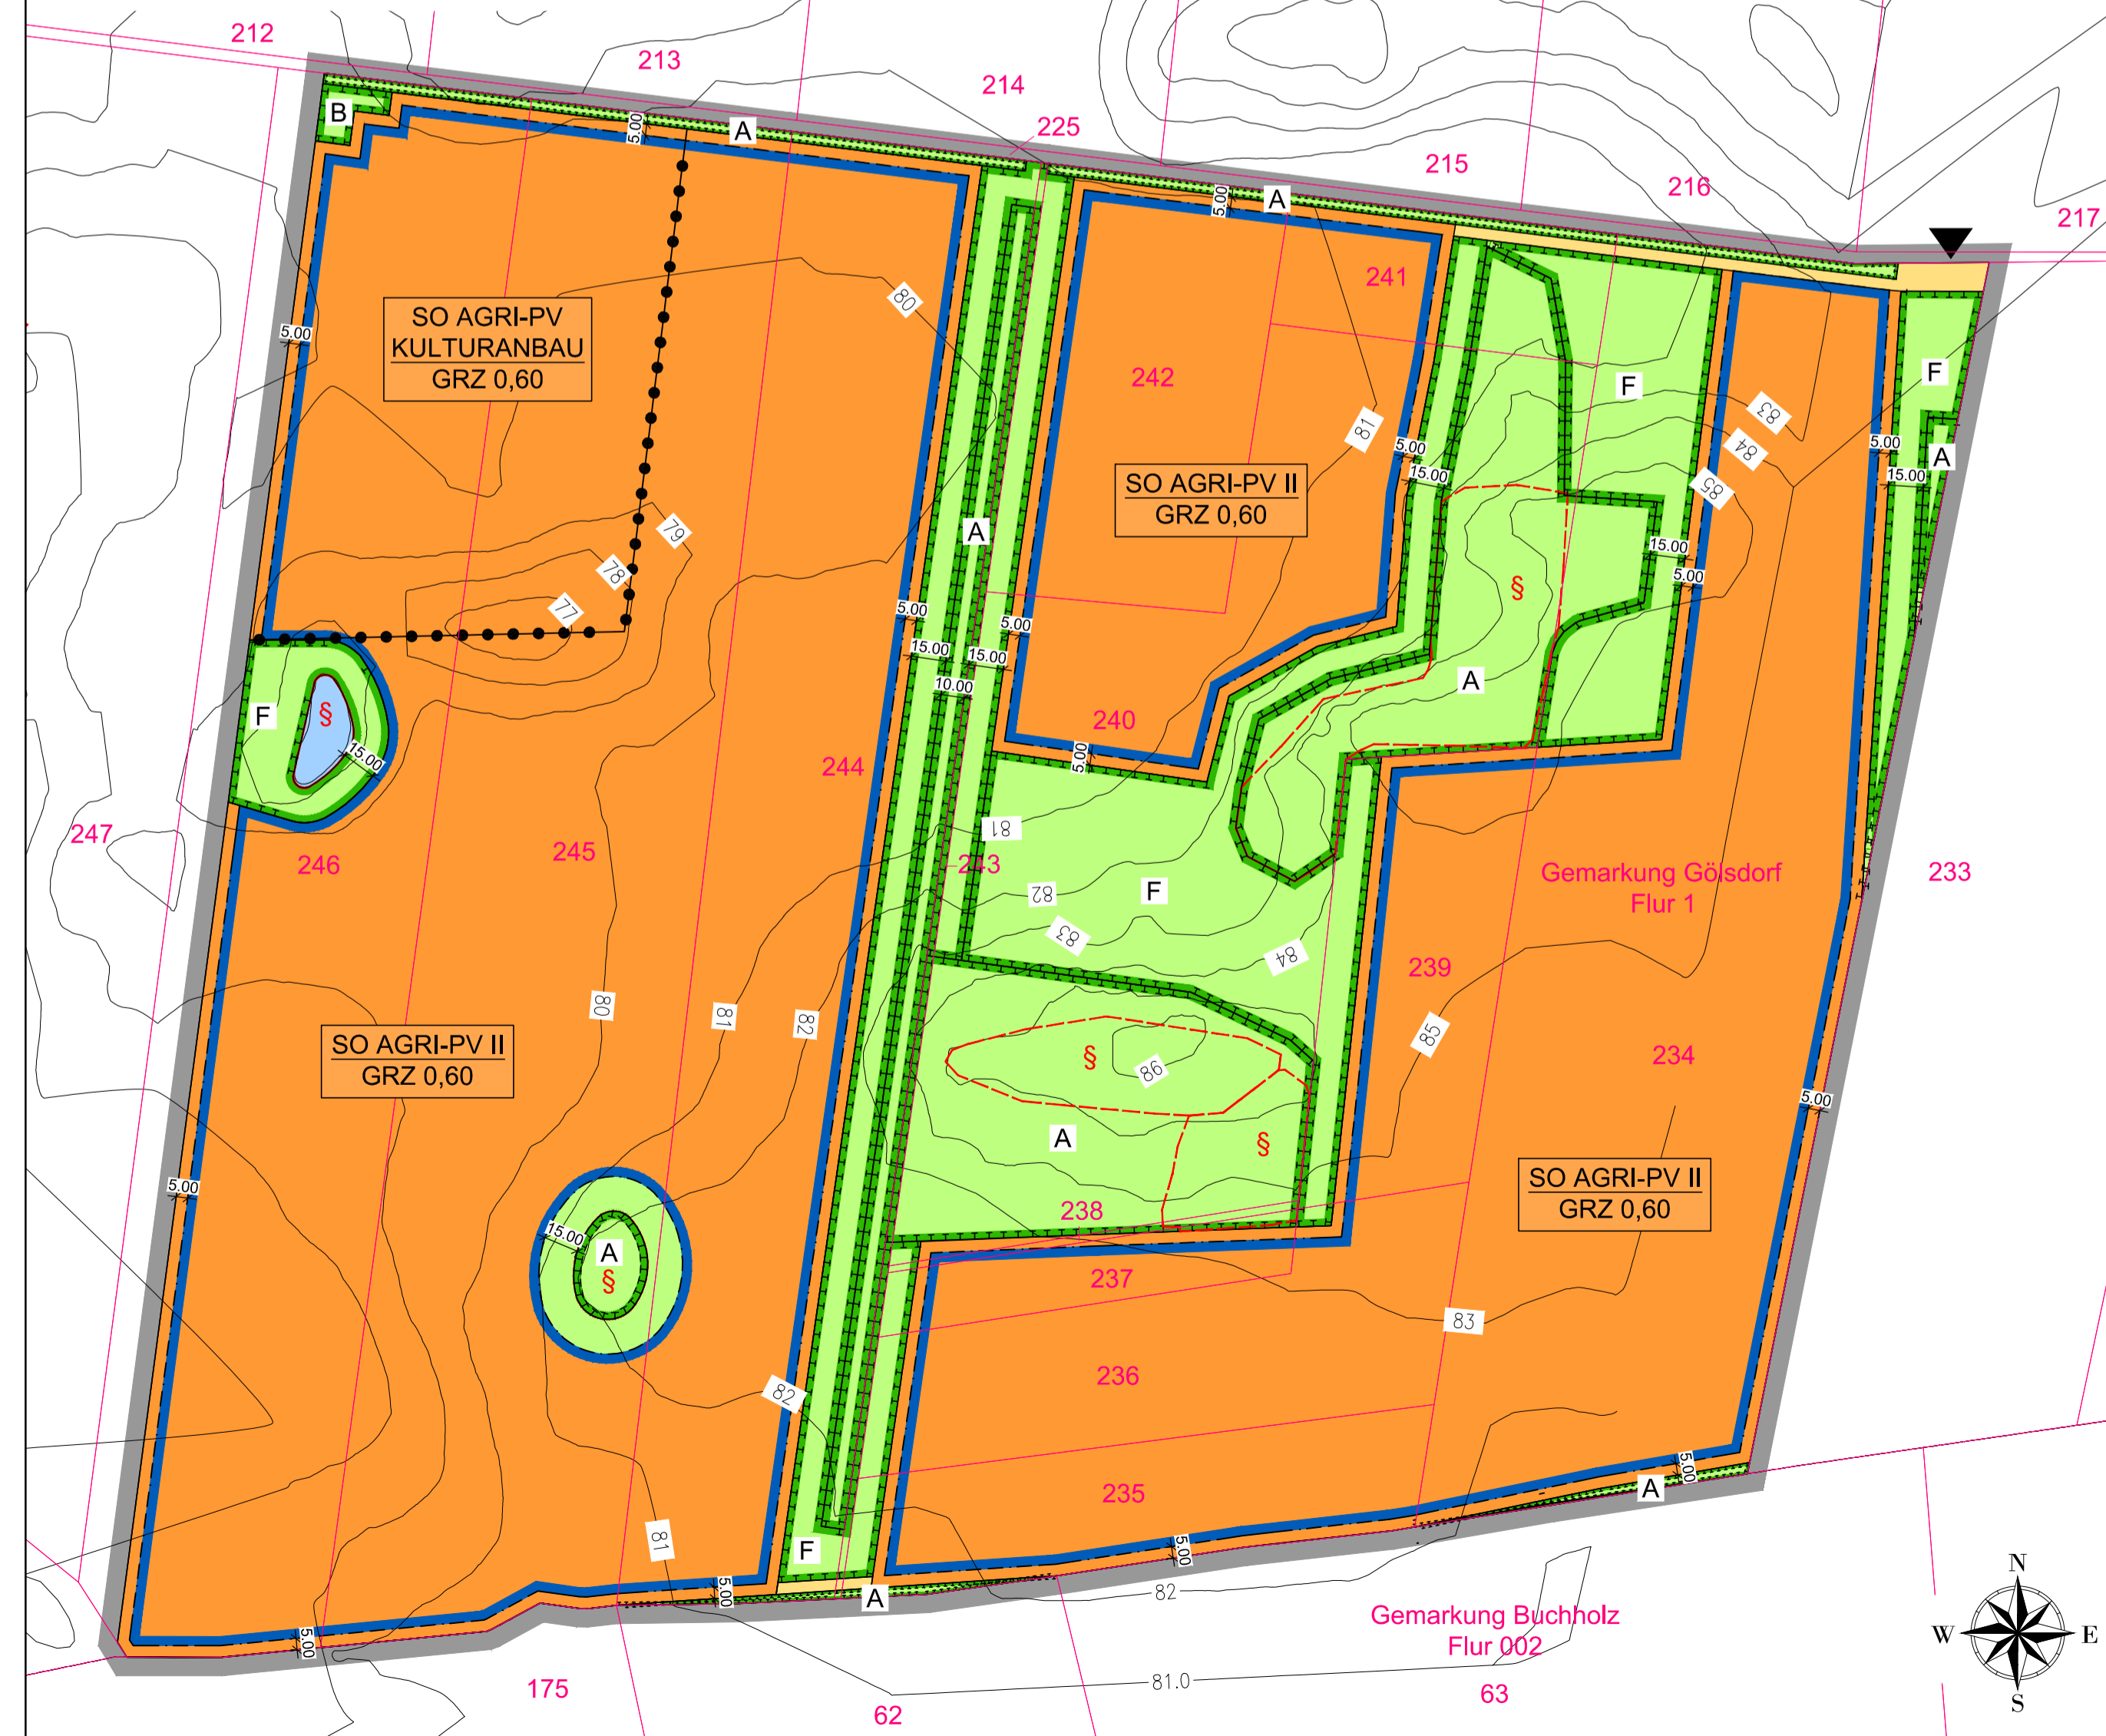 212
213
214
225
215
216
217
B
5.00
A
5.00
A
241
F
F
5.00
SO AGRI-PV
KULTURANBAU
GRZ 0,60
80
242
81
83
84
85
5.00
15.00
5.00
15.00
A
SO AGRI-PV II
GRZ 0,60
A
79
78
77
§
15.00
5.00
5.00
15.00
5.00
15.00
10.00
A
F
§
15.00
240
5.00
244
247
246
245
81
243
82
F
83
84
Gemarkung Gölsdorf
Flur 1
233
239
80
81
82
85
234
SO AGRI-PV II
GRZ 0,60
§
86
A
§
5.00
5.00
SO AGRI-PV II
GRZ 0,60
238
15.00
A
§
237
83
82
236
235
5.00
A
81
F
5.00
5.00
A
82
5.00
Gemarkung Buchholz
Flur 002
81.0
175
62
63
N
W
E
S